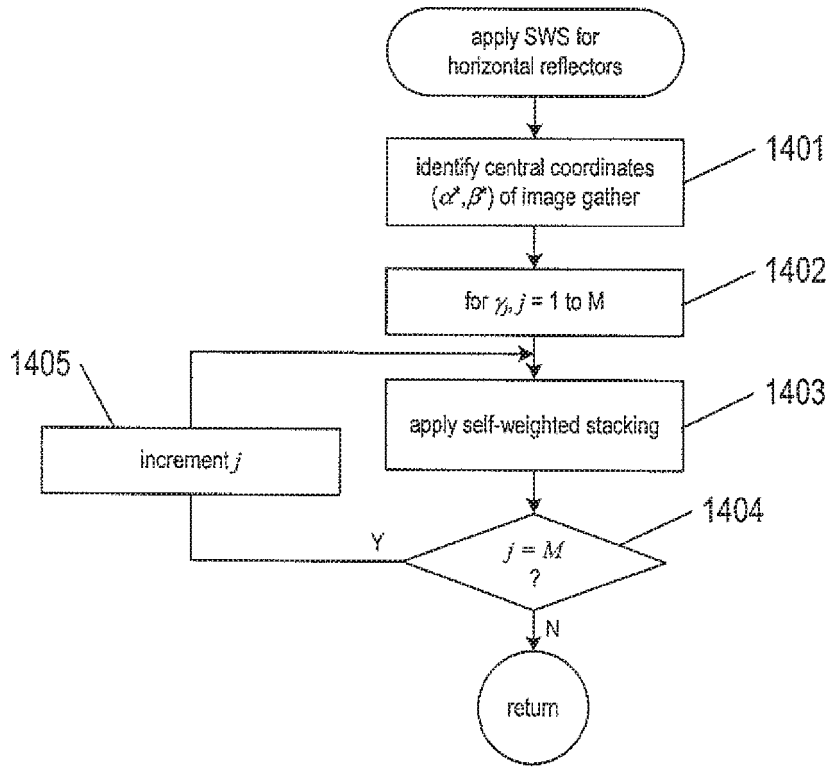 apply SWS for
horizontal reflectors
1401
identify central coordinates
(α*,β*) of image gather
1402
for γj, j = 1 to M
1405
1403
apply self-weighted stacking
increment j
1404
Y
j = M
?
N
return